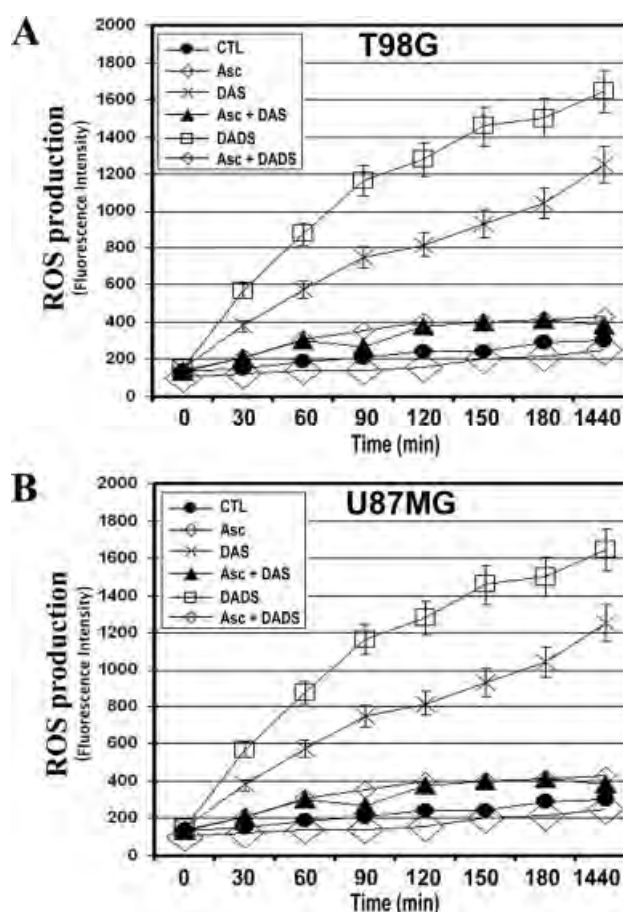 A
T98G
ROS production
(Fluorescence Intensity)
2000
1800
1600
1400
1200
1000
800
600
400
200
0
CTL
Asc
DAS
Asc + DAS
DADS
Asc + DADS
0 30 60 90 120 150 180 1440
Time (min)
B
U87MG
ROS production
(Fluorescence Intensity)
2000
1800
1600
1400
1200
1000
800
600
400
200
0
CTL
Asc
DAS
Asc + DAS
DADS
Asc + DADS
0 30 60 90 120 150 180 1440
Time (min)